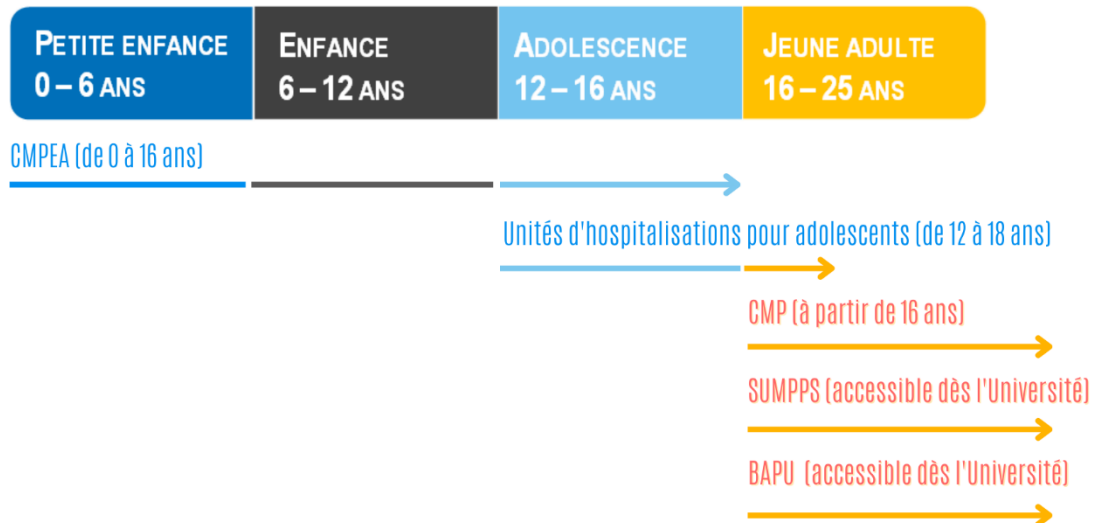 PETITE ENFANCE
0 – 6 ANS
ENFANCE
6 – 12 ANS
ADOLESCENCE
12 – 16 ANS
JEUNE ADULTE
16 – 25 ANS
CMPEA (de 0 à 16 ans)
Unités d'hospitalisations pour adolescents (de 12 à 18 ans)
CMP (à partir de 16 ans)
SUMPPS (accessible dès l'Université)
BAPU (accessible dès l'Université)